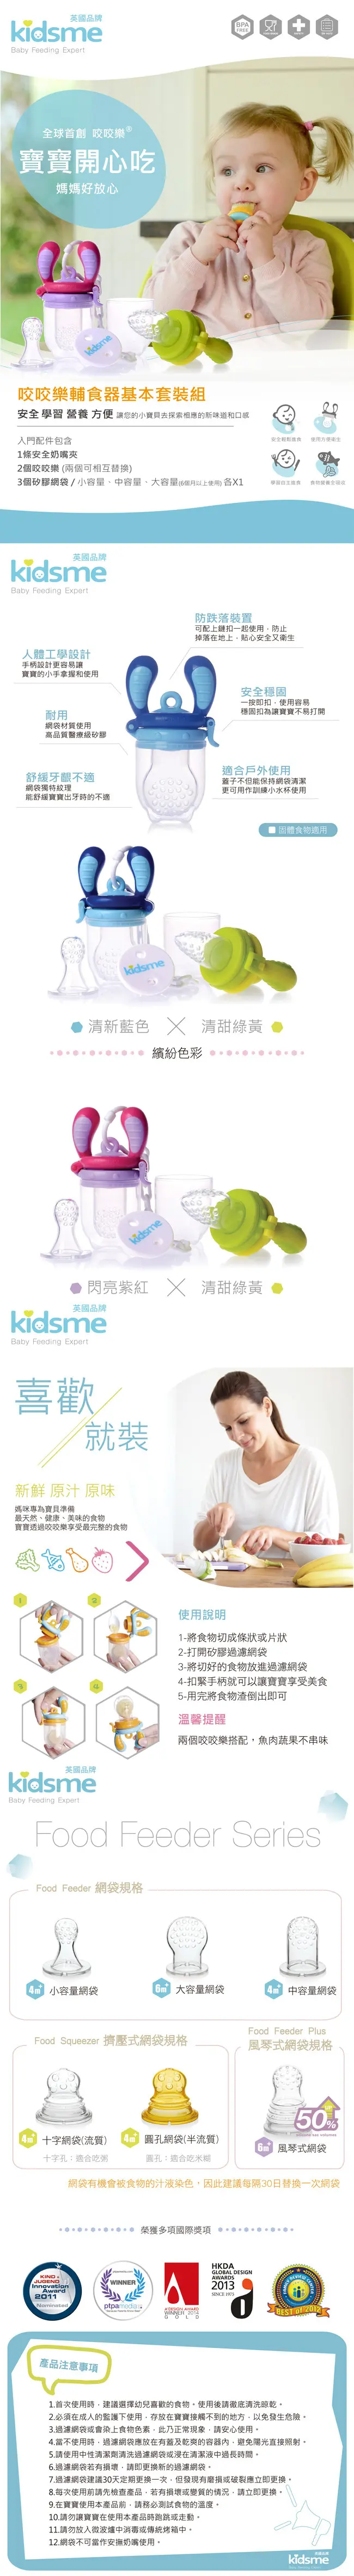 英國品牌
kidsme
Baby Feeding Expert
BPA
FREE
全球首創 咬咬樂®
寶寶開心吃
媽媽好放心
kidsme
咬咬樂輔食器基本套裝組
安全 學習 營養 方便 讓您的小寶貝去探索相應的新味道和口感
入門配件包含
1條安全奶嘴夾
2個咬咬樂 (兩個可相互替換)
3個矽膠網袋 / 小容量、中容量、大容量(6個月以上使用) 各X1
安全輕鬆進食
使用方便衛生
學習自主進食
食物營養全吸收
英國品牌
kidsme
Baby Feeding Expert
防跌落裝置
可配上鏈扣一起使用，防止
掉落在地上，貼心安全又衛生
人體工學設計
手柄設計更容易讓
寶寶的小手拿握和使用
安全穩固
一按即扣，使用容易
穩固扣為讓寶寶不易打開
耐用
網袋材質使用
高品質醫療級矽膠
適合戶外使用
蓋子不但能保持網袋清潔
更可用作訓練小水杯使用
舒緩牙齦不適
網袋獨特紋理
能舒緩寶寶出牙時的不適
固體食物適用
kidsme
清新藍色
清甜綠黃
繽紛色彩
kidsme
閃亮紫紅
清甜綠黃
英國品牌
kidsme
Baby Feeding Expert
喜歡
就裝
新鮮 原汁 原味
媽咪專為寶貝準備
最天然、健康、美味的食物
寶寶透過咬咬樂享受最完整的食物
1
2
3
4
使用說明
1-將食物切成條狀或片狀
2-打開矽膠過濾網袋
3-將切好的食物放進過濾網袋
4-扣緊手柄就可以讓寶寶享受美食
5-用完將食物渣倒出即可
溫馨提醒
兩個咬咬樂搭配，魚肉蔬果不串味
英國品牌
kidsme
Baby Feeding Expert
Food Feeder Series
Food Feeder 網袋規格
4m+ 小容量網袋
6m+ 大容量網袋
4m+ 中容量網袋
Food Squeezer 擠壓式網袋規格
4m+ 十字網袋(流質)
十字孔：適合吃粥
4m+ 圓孔網袋(半流質)
圓孔：適合吃米糊
Food Feeder Plus
風琴式網袋規格
50%
6m+ 風琴式網袋
網袋有機會被食物的汁液染色，因此建議每隔30日替換一次網袋
榮獲多項國際獎項
KIND +
JUGEND
Innovation
Award
2011
Nominated
WINNER
ptpamedia
A' DESIGN AWARD
WINNER 2014
GOLD
HKDA
GLOBAL DESIGN
AWARDS
2013
SINCE 1975
BEST OF 2012
產品注意事項
1.首次使用時，建議選擇幼兒喜歡的食物。使用後請徹底清洗晾乾。
2.必須在成人的監護下使用，存放在寶寶接觸不到的地方，以免發生危險。
3.過濾網袋或會染上食物色素，此乃正常現象，請安心使用。
4.當不使用時，過濾網袋應放在有蓋及乾爽的容器內，避免陽光直接照射。
5.請使用中性清潔劑清洗過濾網袋或浸在清潔液中過長時間。
6.過濾網袋若有損壞，請即更換新的過濾網袋。
7.過濾網袋建議30天定期更換一次，但發現有磨損或破裂應立即更換。
8.每次使用前請先檢查產品，若有損壞或變質的情況，請立即更換。
9.在寶寶使用本產品前，請務必測試食物的溫度。
10.請勿讓寶寶在使用本產品時跑跳或走動。
11.請勿放入微波爐中消毒或傳統烤箱中。
12.網袋不可當作安撫奶嘴使用。
英國品牌
kidsme